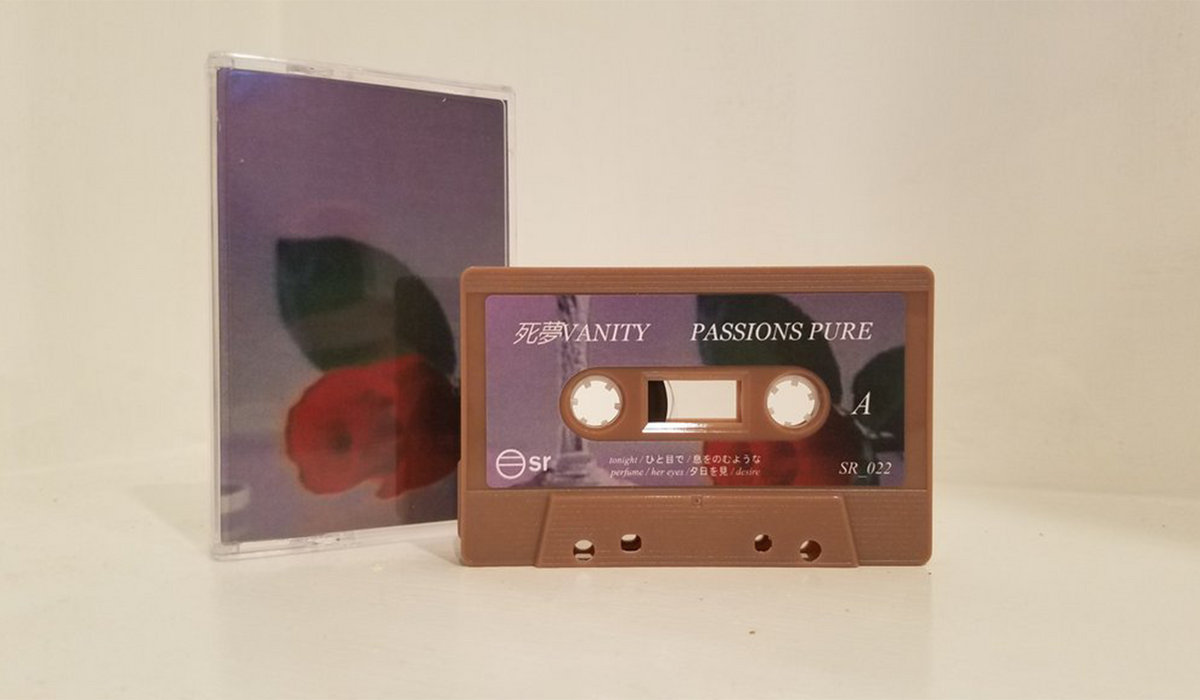 死夢VANITY PASSIONS PURE
A
sr
tonight / ひと目で / 息をのむような
perfume / her eyes / 夕日を見 / desire
SR_022